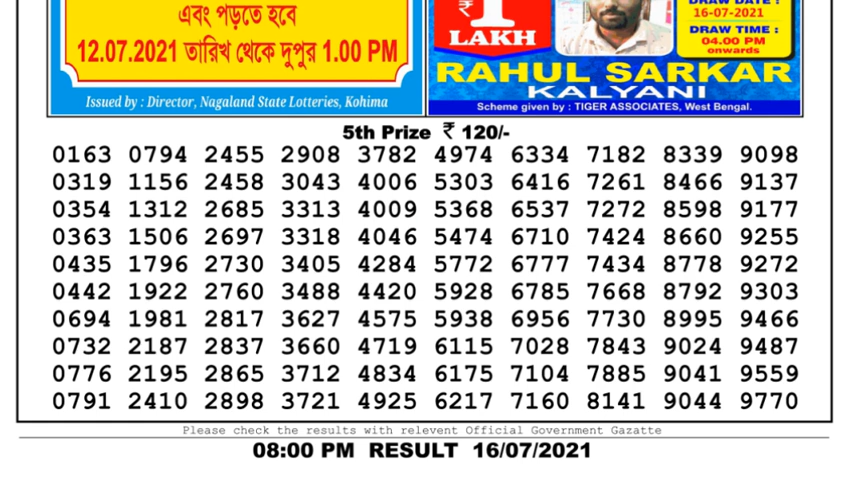 এবং পড়তে হবে
12.07.2021 তারিখ থেকে দুপুর 1.00 PM
Issued by : Director, Nagaland State Lotteries, Kohima
₹ 1
LAKH
DRAW DATE :
16-07-2021
DRAW TIME :
04.00 PM
onwards
RAHUL SARKAR
KALYANI
Scheme given by : TIGER ASSOCIATES, West Bengal.
5th Prize ₹ 120/-
0163 0794 2455 2908 3782 4974 6334 7182 8339 9098
0319 1156 2458 3043 4006 5303 6416 7261 8466 9137
0354 1312 2685 3313 4009 5368 6537 7272 8598 9177
0363 1506 2697 3318 4046 5474 6710 7424 8660 9255
0435 1796 2730 3405 4284 5772 6777 7434 8778 9272
0442 1922 2760 3488 4420 5928 6785 7668 8792 9303
0694 1981 2817 3627 4575 5938 6956 7730 8995 9466
0732 2187 2837 3660 4719 6115 7028 7843 9024 9487
0776 2195 2865 3712 4834 6175 7104 7885 9041 9559
0791 2410 2898 3721 4925 6217 7160 8141 9044 9770
Please check the results with relevent Official Government Gazatte
08:00 PM RESULT 16/07/2021